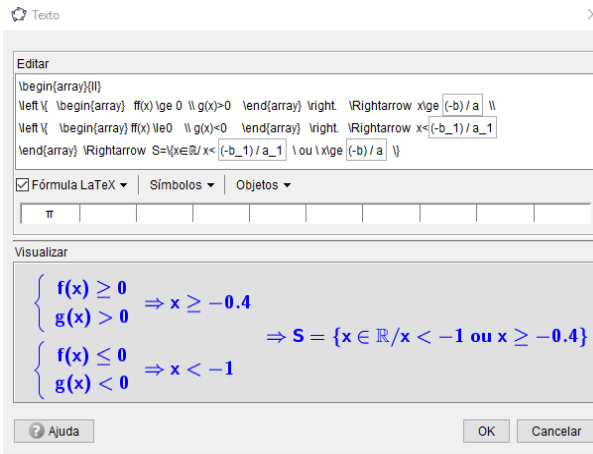 Texto
Editar
\begin{array}{ll}
\left \{ \begin{array} ff(x) \ge 0 \\ g(x)>0 \end{array} \right. \Rightarrow x\ge (-b) / a \\
\left \{ \begin{array} ff(x) \le0 \\ g(x)<0 \end{array} \right. \Rightarrow x< (-b_1) / a_1
\end{array} \Rightarrow S=\{x∈ℝ/ x< (-b_1) / a_1 \ ou \ x\ge (-b) / a \}
Fórmula LaTeX Símbolos Objetos
π
Visualizar
f(x) ≥ 0
g(x) > 0
⇒ x ≥ −0.4
⇒ S = {x ∈ ℝ/x < −1 ou x ≥ −0.4}
f(x) ≤ 0
g(x) < 0
⇒ x < −1
Ajuda OK Cancelar